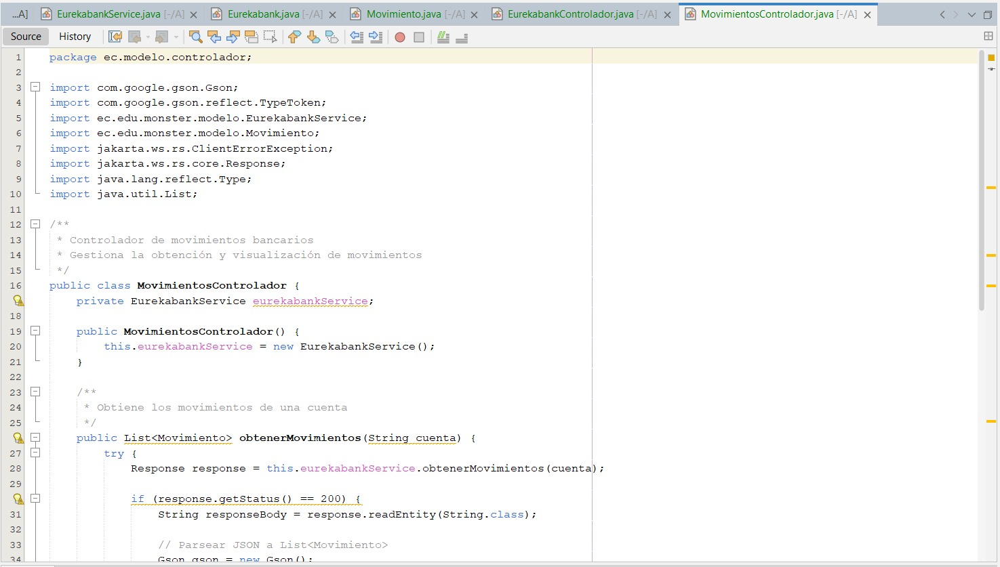 ...A] EurekabankService.java [-/A] Eurekabank.java [-/A] Movimiento.java [-/A] EurekabankControlador.java [-/A] MovimientosControlador.java [-/A]
Source History
1 package ec.modelo.controlador;
2
3 import com.google.gson.Gson;
4 import com.google.gson.reflect.TypeToken;
5 import ec.edu.monster.modelo.EurekabankService;
6 import ec.edu.monster.modelo.Movimiento;
7 import jakarta.ws.rs.ClientErrorException;
8 import jakarta.ws.rs.core.Response;
9 import java.lang.reflect.Type;
10 import java.util.List;
11
12 /**
13 * Controlador de movimientos bancarios
14 * Gestiona la obtención y visualización de movimientos
15 */
16 public class MovimientosControlador {
private EurekabankService eurekabankService;
18
19 public MovimientosControlador() {
20 this.eurekabankService = new EurekabankService();
21 }
22
23 /**
24 * Obtiene los movimientos de una cuenta
25 */
public List<Movimiento> obtenerMovimientos(String cuenta) {
27 try {
28 Response response = this.eurekabankService.obtenerMovimientos(cuenta);
29
if (response.getStatus() == 200) {
31 String responseBody = response.readEntity(String.class);
32
33 // Parsear JSON a List<Movimiento>
34 Gson gson = new Gson();